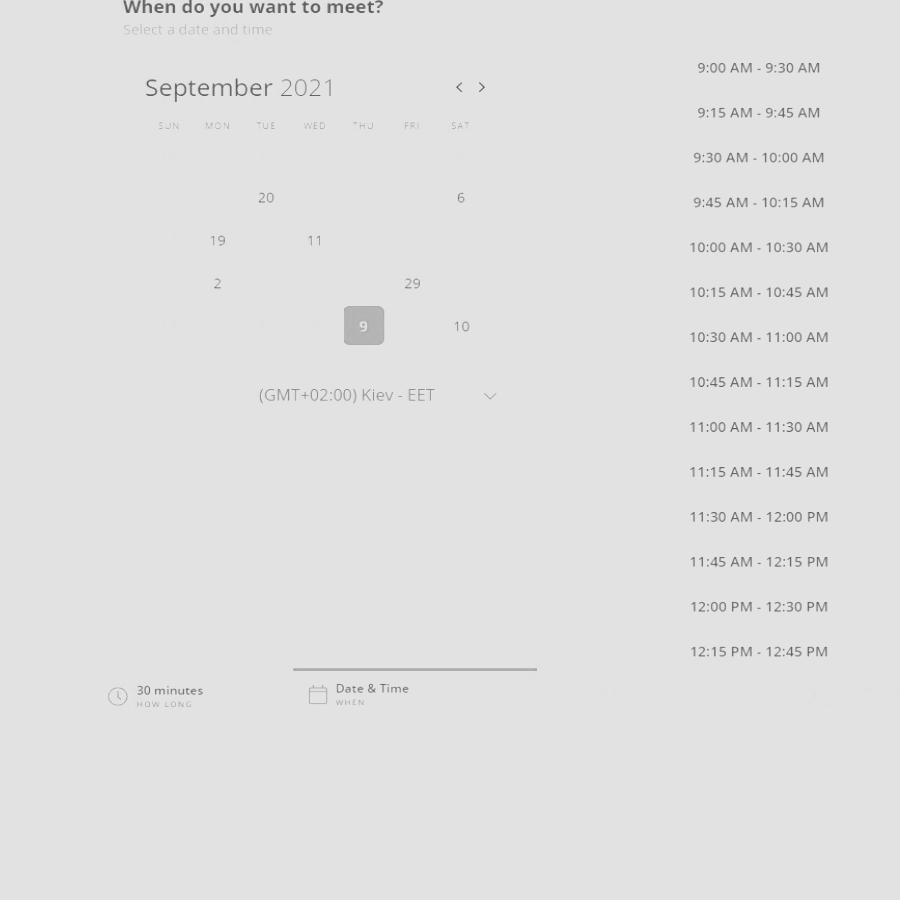 When do you want to meet?
Select a date and time
September 2021
SUN MON TUE WED THU FRI SAT
20 6
19 11
2 29
9 10
(GMT+02:00) Kiev - EET
9:00 AM - 9:30 AM
9:15 AM - 9:45 AM
9:30 AM - 10:00 AM
9:45 AM - 10:15 AM
10:00 AM - 10:30 AM
10:15 AM - 10:45 AM
10:30 AM - 11:00 AM
10:45 AM - 11:15 AM
11:00 AM - 11:30 AM
11:15 AM - 11:45 AM
11:30 AM - 12:00 PM
11:45 AM - 12:15 PM
12:00 PM - 12:30 PM
12:15 PM - 12:45 PM
30 minutes
HOW LONG
Date & Time
WHEN